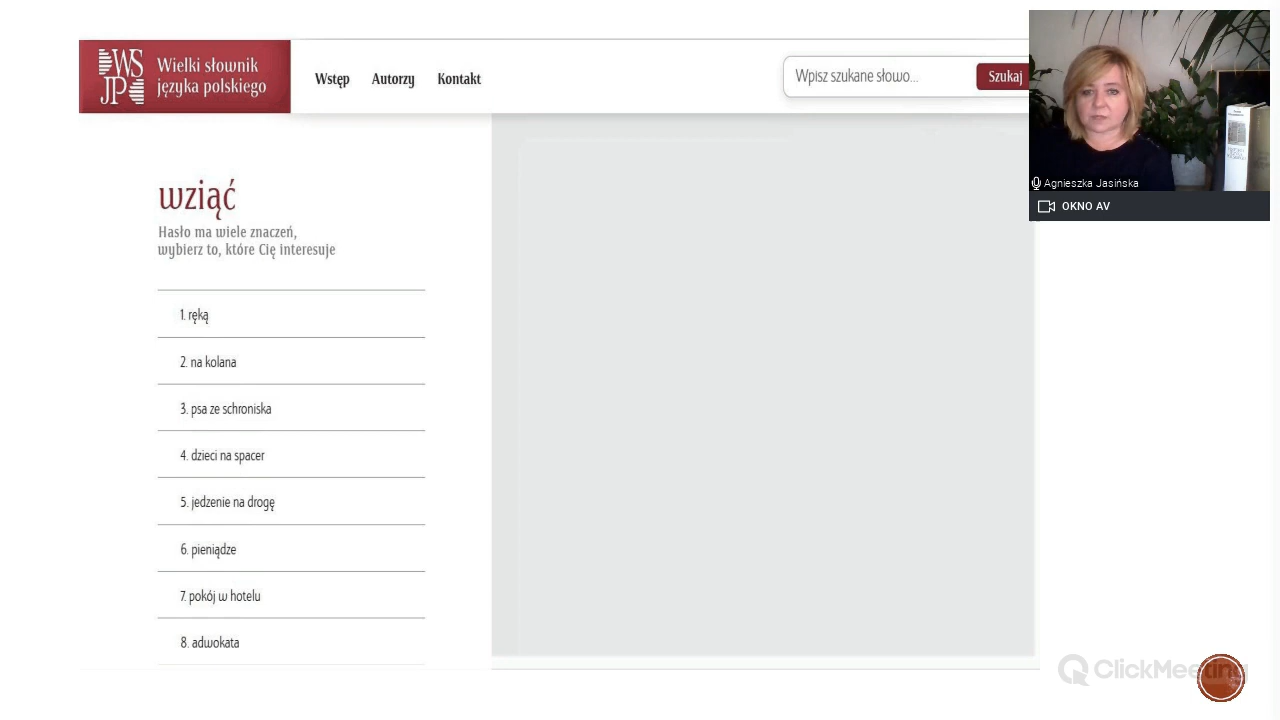 WS
JP
Wielki słownik
języka polskiego
Wstęp Autorzy Kontakt
Wpisz szukane słowo... Szukaj
wziąć
Hasło ma wiele znaczeń,
wybierz to, które Cię interesuje
1. ręką
2. na kolana
3. psa ze schroniska
4. dzieci na spacer
5. jedzenie na drogę
6. pieniądze
7. pokój w hotelu
8. adwokata
Agnieszka Jasińska
OKNO AV
ClickMeeting